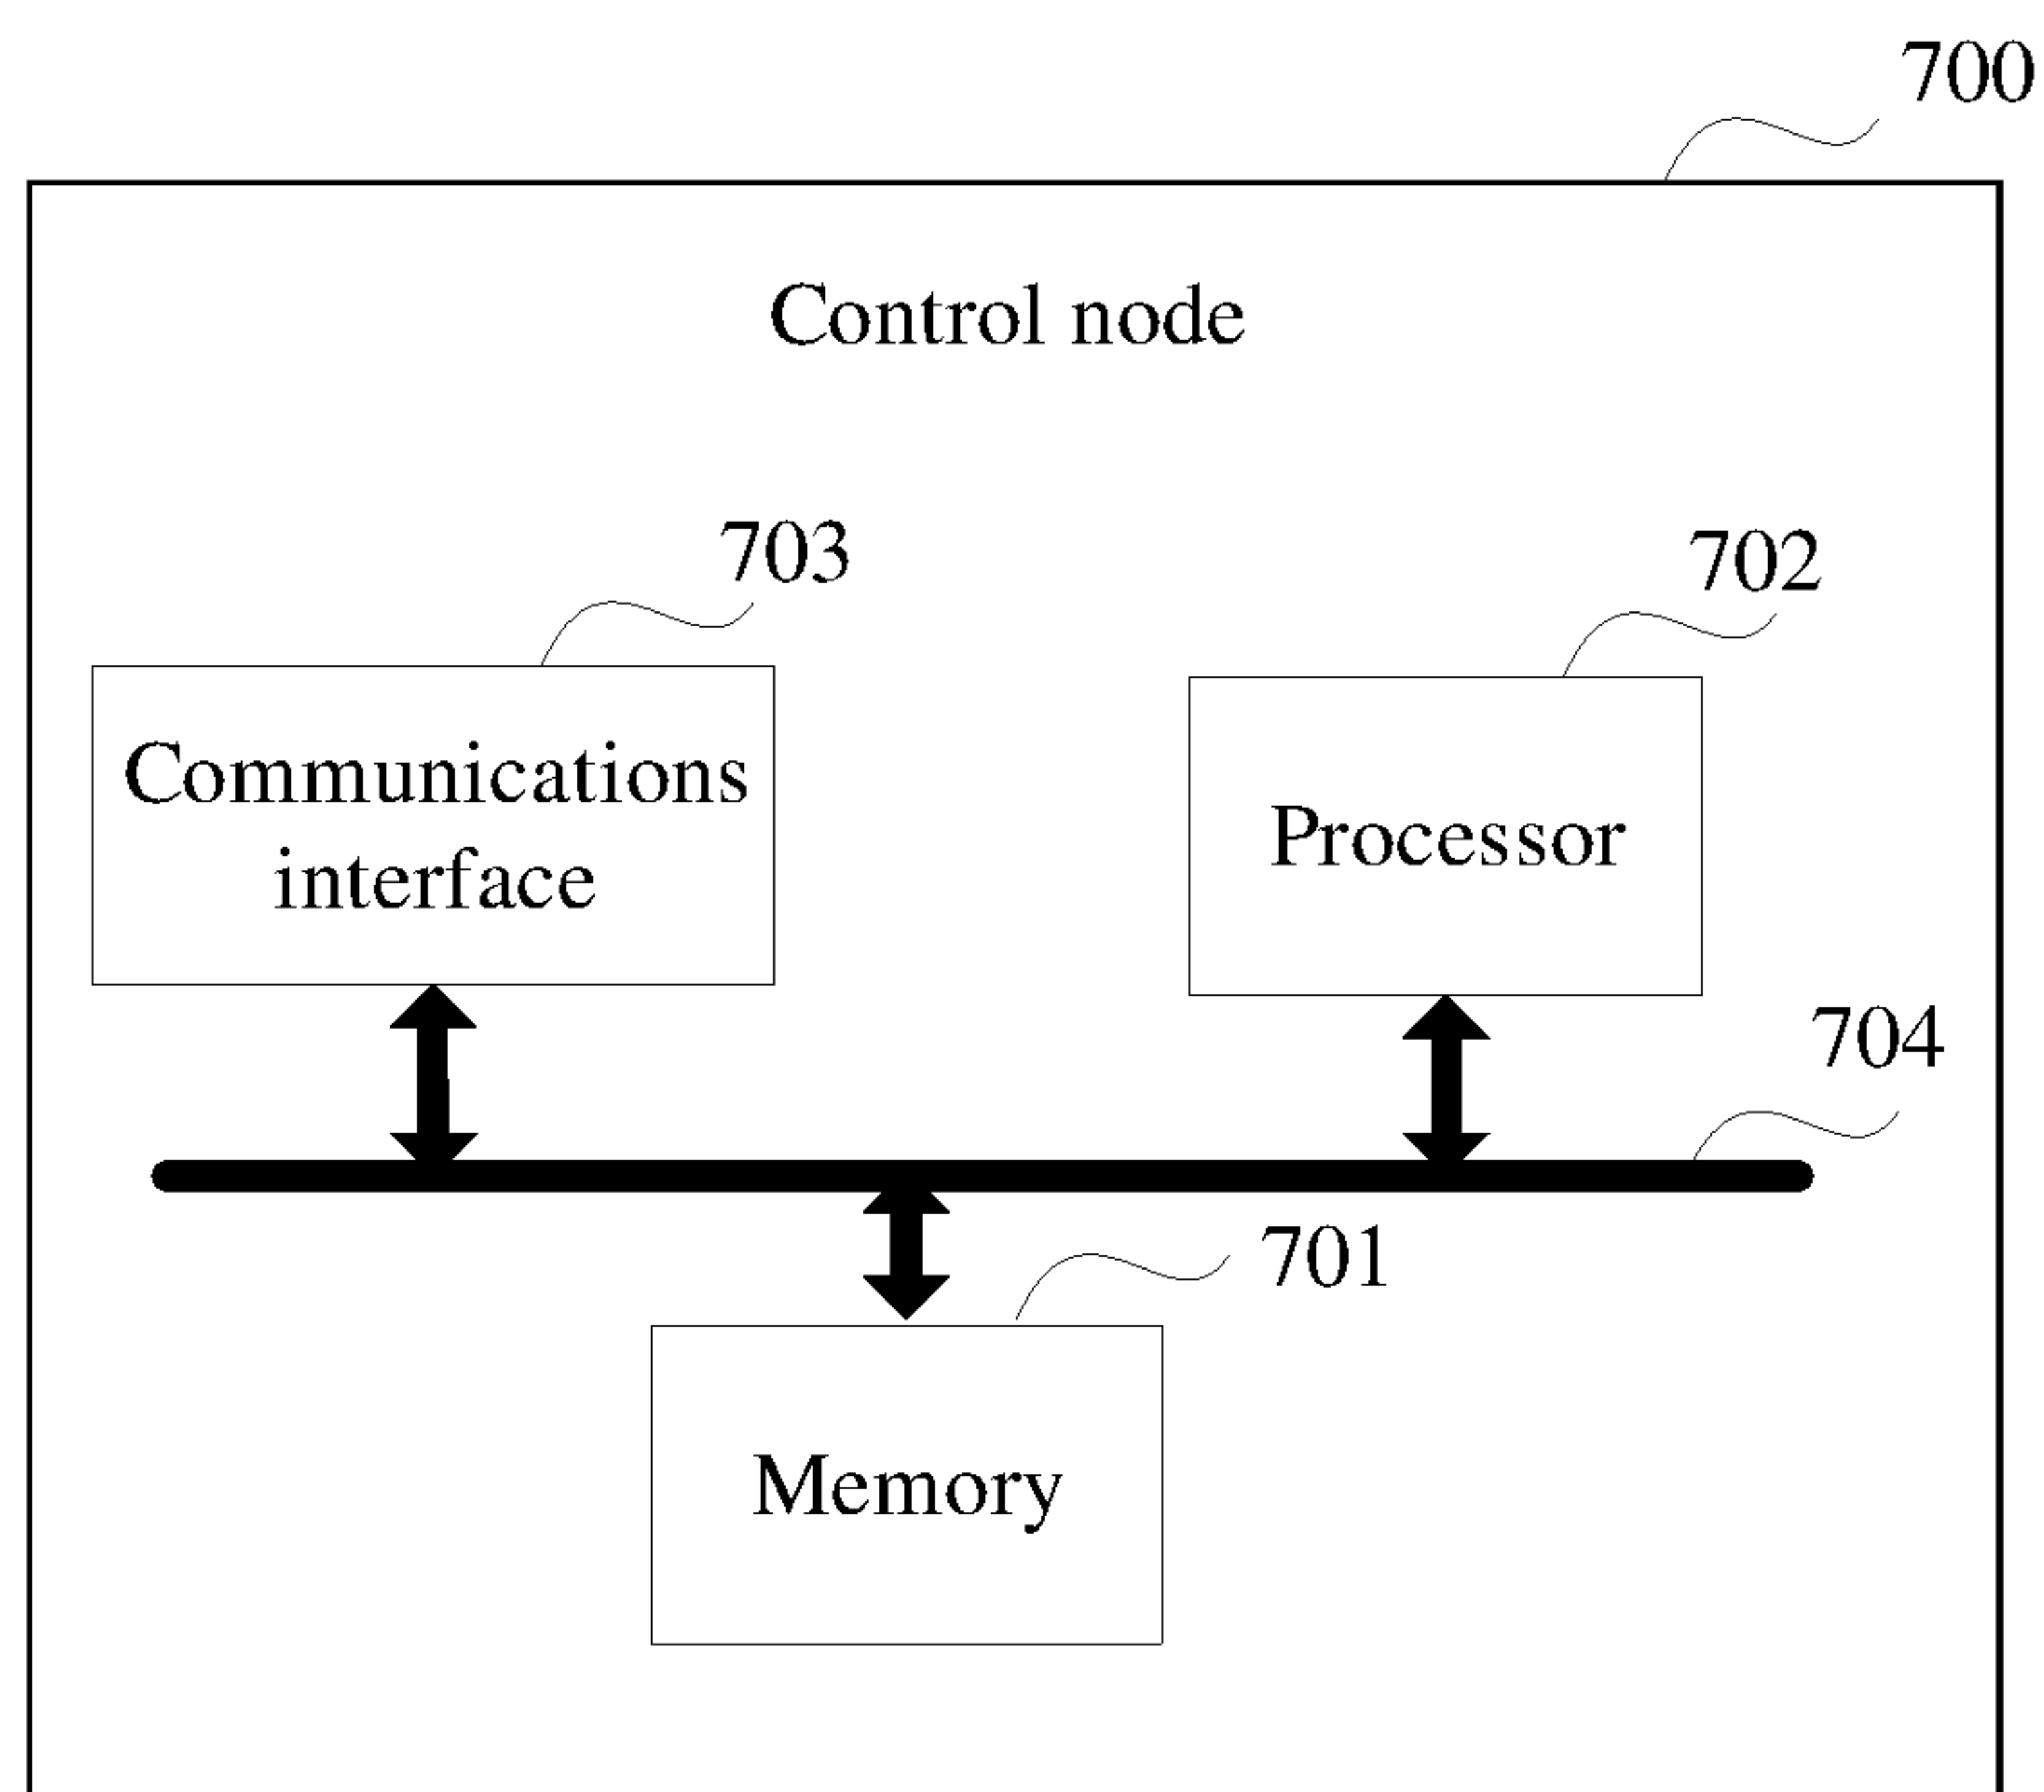 700
Control node
703
702
Communications
interface
Processor
704
701
Memory